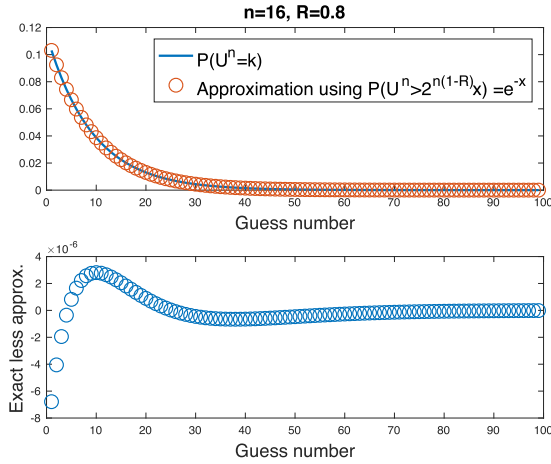 n=16, R=0.8
0.12
0.1
0.08
0.06
0.04
0.02
0
P(Uⁿ=k)
Approximation using P(Uⁿ>2ⁿ⁽¹⁻ᴿ⁾x) =e⁻ˣ
0 10 20 30 40 50 60 70 80 90 100
Guess number
×10⁻⁶
4
2
0
-2
-4
-6
-8
Exact less approx.
0 10 20 30 40 50 60 70 80 90 100
Guess number